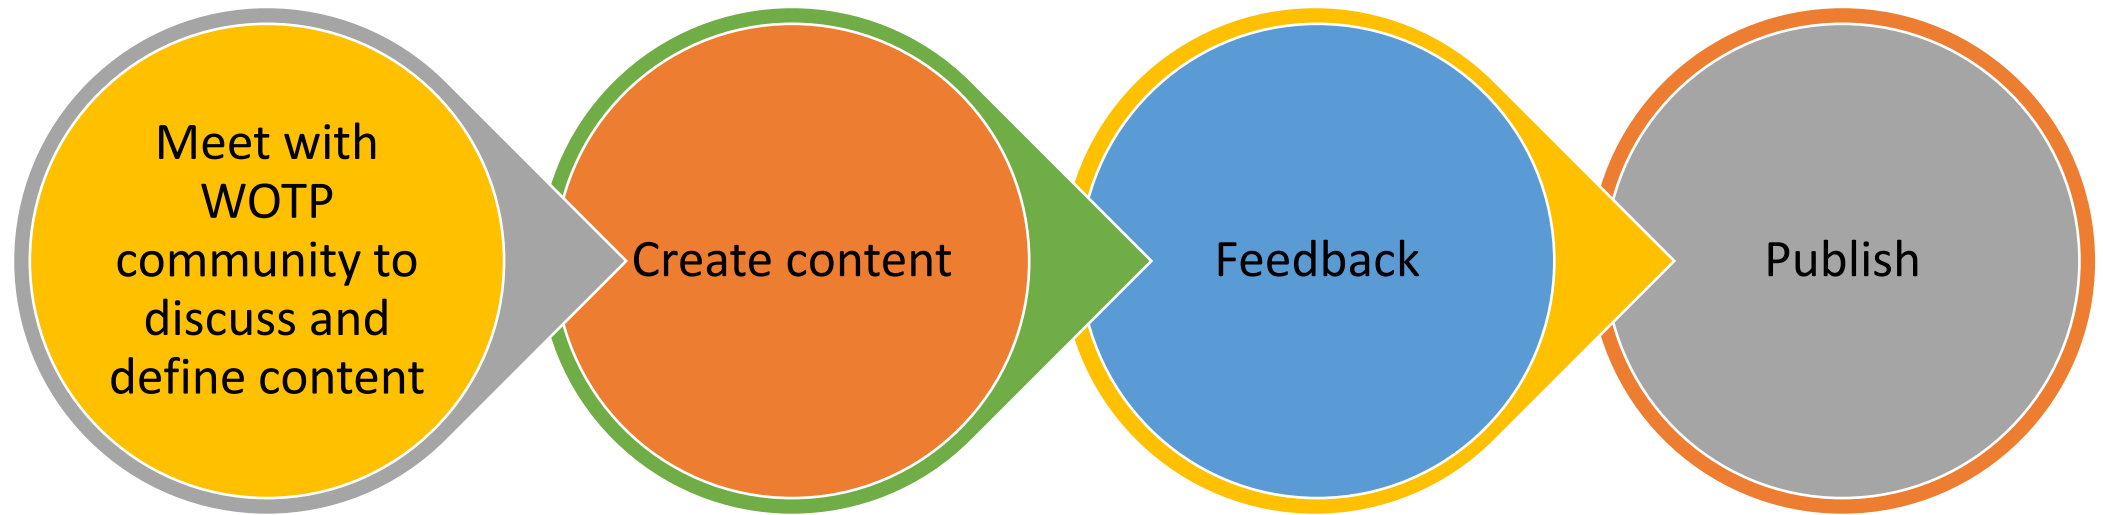 Meet with
WOTP
community to
discuss and
define content
Create content
Feedback
Publish